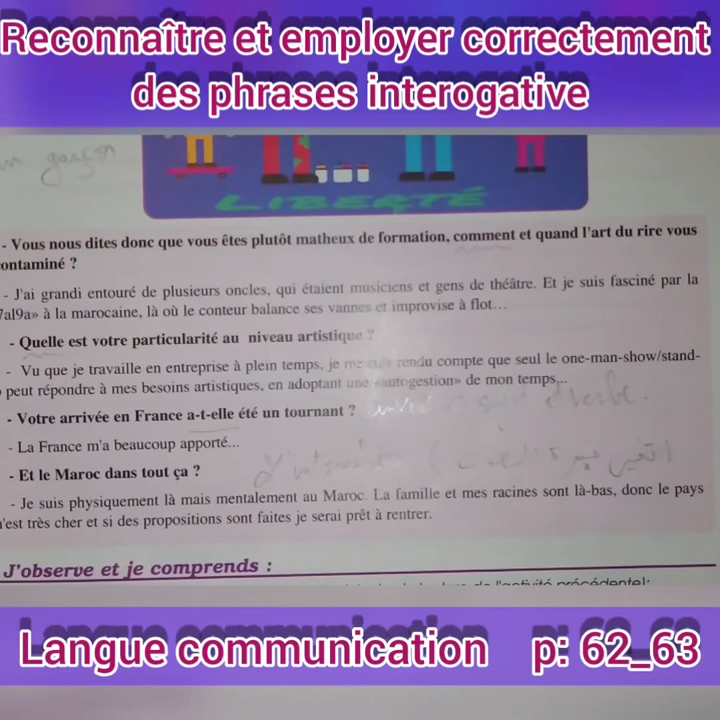 Reconnaître et employer correctement
des phrases interogative
garçon
LIBERTÉ
- Vous nous dites donc que vous êtes plutôt matheux de formation, comment et quand l'art du rire vous
ontaminé ?
- J'ai grandi entouré de plusieurs oncles, qui étaient musiciens et gens de théâtre. Et je suis fasciné par la
7al9a» à la marocaine, là où le conteur balance ses vannes et improvise à flot...
- Quelle est votre particularité au niveau artistique ?
- Vu que je travaille en entreprise à plein temps, je me suis rendu compte que seul le one-man-show/stand-
peut répondre à mes besoins artistiques, en adoptant une «autogestion» de mon temps...
- Votre arrivée en France a-t-elle été un tournant ?
- La France m'a beaucoup apporté...
- Et le Maroc dans tout ça ?
- Je suis physiquement là mais mentalement au Maroc. La famille et mes racines sont là-bas, donc le pays
'est très cher et si des propositions sont faites je serai prêt à rentrer.
J'observe et je comprends :
Langue communication p: 62_63